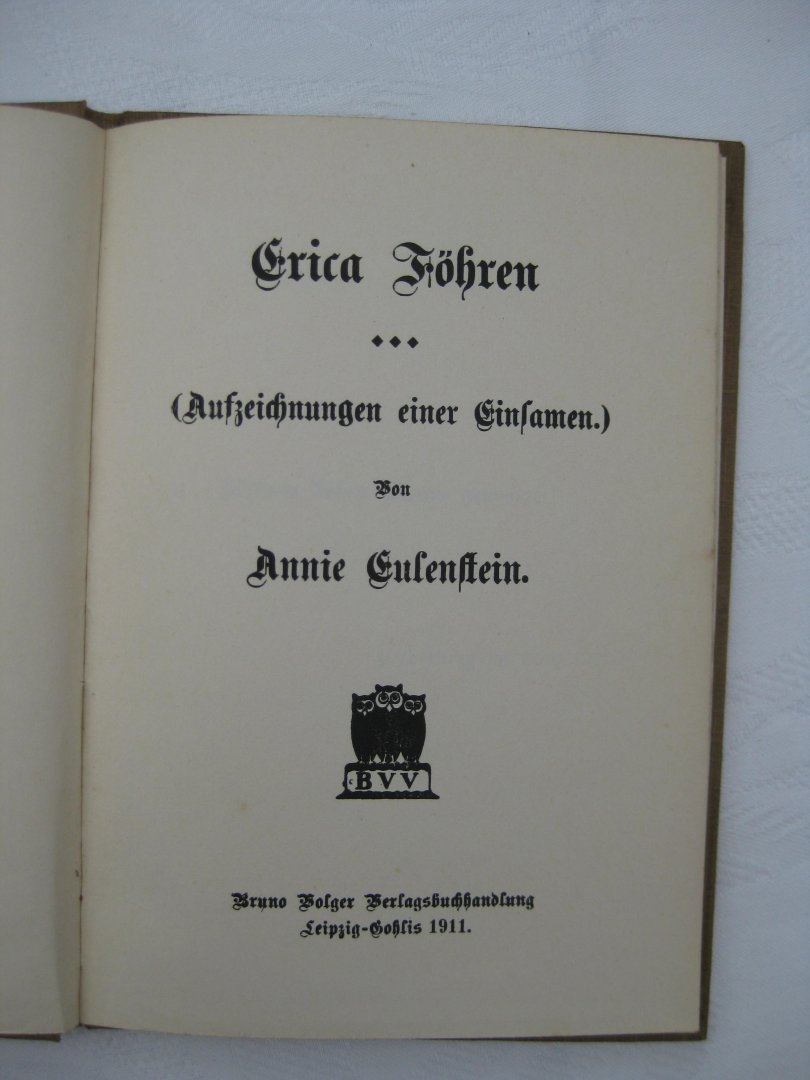 Erica Föhren
(Aufzeichnungen einer Einsamen.)
Von
Annie Eulenstein.
BVV
Bruno Volger Verlagsbuchhandlung
Leipzig-Gohlis 1911.